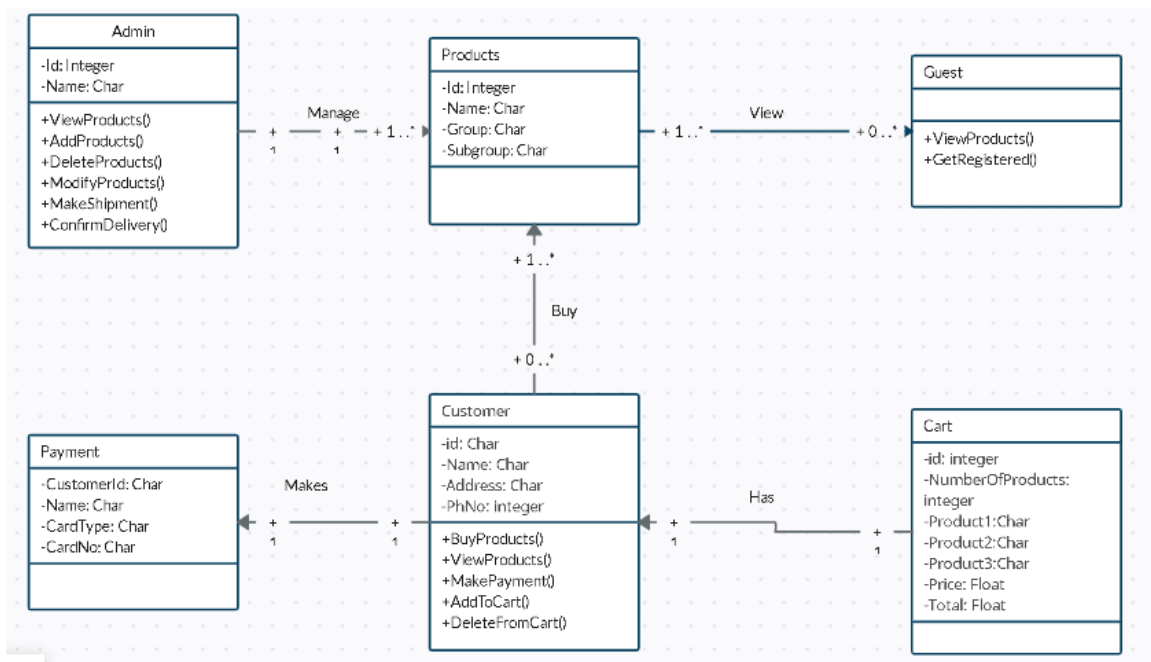 Admin
-Id: Integer
-Name: Char
+ViewProducts()
+AddProducts()
+DeleteProducts()
+ModifyProducts()
+MakeShipment()
+ConfirmDelivery()
Manage
+
1
+
1
+ 1..*
Products
-Id: Integer
-Name: Char
-Group: Char
-Subgroup: Char
+ 1..*
View
+ 0..*
Guest
+ViewProducts()
+GetRegistered()
+ 1..*
Buy
+ 0..*
Payment
-CustomerId: Char
-Name: Char
-CardType: Char
-CardNo: Char
Makes
+
1
+
1
Customer
-id: Char
-Name: Char
-Address: Char
-PhNo: integer
+BuyProducts()
+ViewProducts()
+MakePayment()
+AddToCart()
+DeleteFromCart()
Has
+
1
+
1
Cart
-id: integer
-NumberOfProducts:
integer
-Product1:Char
-Product2:Char
-Product3:Char
-Price: Float
-Total: Float